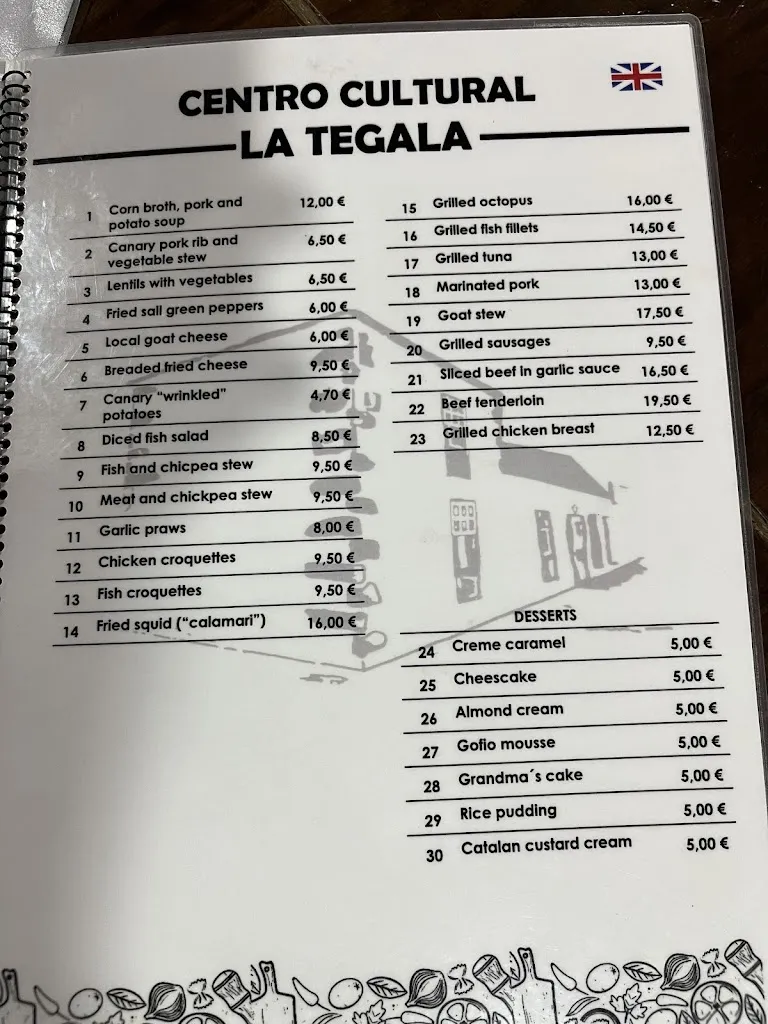 CENTRO CULTURAL
LA TEGALA
1 Corn broth, pork and potato soup 12,00 €
2 Canary pork rib and vegetable stew 6,50 €
3 Lentils with vegetables 6,50 €
4 Fried sall green peppers 6,00 €
5 Local goat cheese 6,00 €
6 Breaded fried cheese 9,50 €
7 Canary "wrinkled" potatoes 4,70 €
8 Diced fish salad 8,50 €
9 Fish and chicpea stew 9,50 €
10 Meat and chickpea stew 9,50 €
11 Garlic praws 8,00 €
12 Chicken croquettes 9,50 €
13 Fish croquettes 9,50 €
14 Fried squid ("calamari") 16,00 €
15 Grilled octopus 16,00 €
16 Grilled fish fillets 14,50 €
17 Grilled tuna 13,00 €
18 Marinated pork 13,00 €
19 Goat stew 17,50 €
20 Grilled sausages 9,50 €
21 Sliced beef in garlic sauce 16,50 €
22 Beef tenderloin 19,50 €
23 Grilled chicken breast 12,50 €
DESSERTS
24 Creme caramel 5,00 €
25 Cheescake 5,00 €
26 Almond cream 5,00 €
27 Gofio mousse 5,00 €
28 Grandma´s cake 5,00 €
29 Rice pudding 5,00 €
30 Catalan custard cream 5,00 €